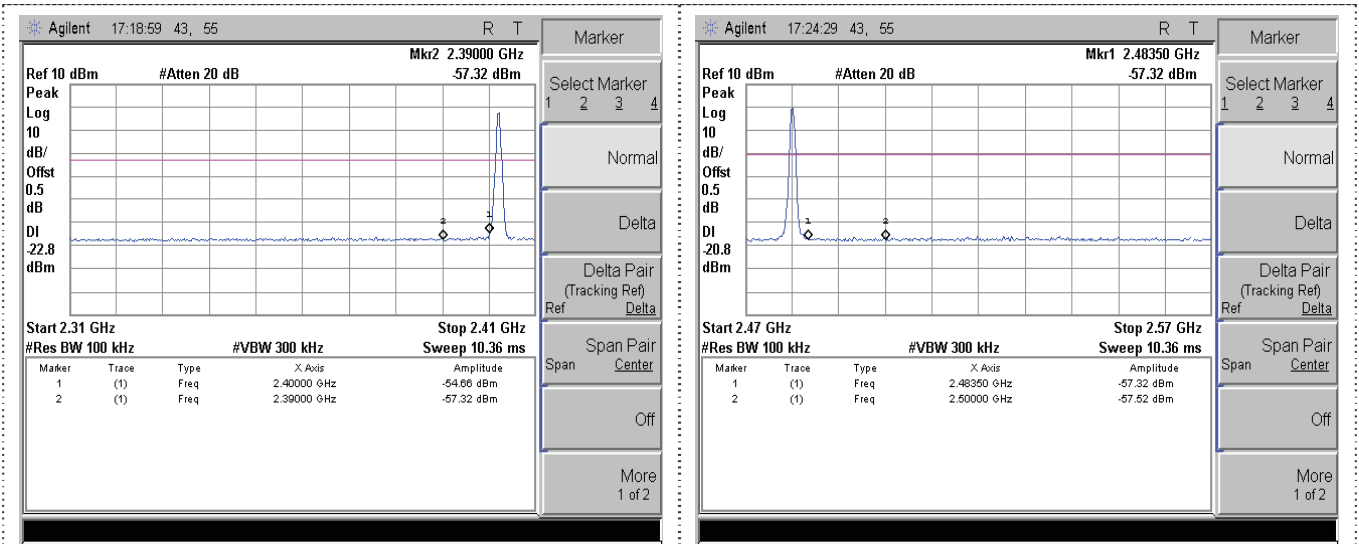 Agilent 17:18:59 43, 55 R T
Mkr2 2.39000 GHz
Ref 10 dBm #Atten 20 dB -57.32 dBm
Peak
Log
10
dB/
Offst
0.5
dB
DI
-22.8
dBm
2 1
Start 2.31 GHz Stop 2.41 GHz
#Res BW 100 kHz #VBW 300 kHz Sweep 10.36 ms
Marker Trace Type X Axis Amplitude
1 (1) Freq 2.40000 GHz -54.66 dBm
2 (1) Freq 2.39000 GHz -57.32 dBm
Marker
Select Marker
1 2 3 4
Normal
Delta
Delta Pair
(Tracking Ref)
Ref Delta
Span Pair
Span Center
Off
More
1 of 2
Agilent 17:24:29 43, 55 R T
Mkr1 2.48350 GHz
Ref 10 dBm #Atten 20 dB -57.32 dBm
Peak
Log
10
dB/
Offst
0.5
dB
DI
-20.8
dBm
1 2
Start 2.47 GHz Stop 2.57 GHz
#Res BW 100 kHz #VBW 300 kHz Sweep 10.36 ms
Marker Trace Type X Axis Amplitude
1 (1) Freq 2.48350 GHz -57.32 dBm
2 (1) Freq 2.50000 GHz -57.52 dBm
Marker
Select Marker
1 2 3 4
Normal
Delta
Delta Pair
(Tracking Ref)
Ref Delta
Span Pair
Span Center
Off
More
1 of 2